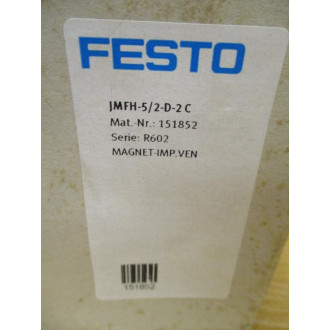 FESTO
JMFH-5/2-D-2 C
Mat.-Nr.: 151852
Serie: R602
MAGNET-IMP.VEN
151852